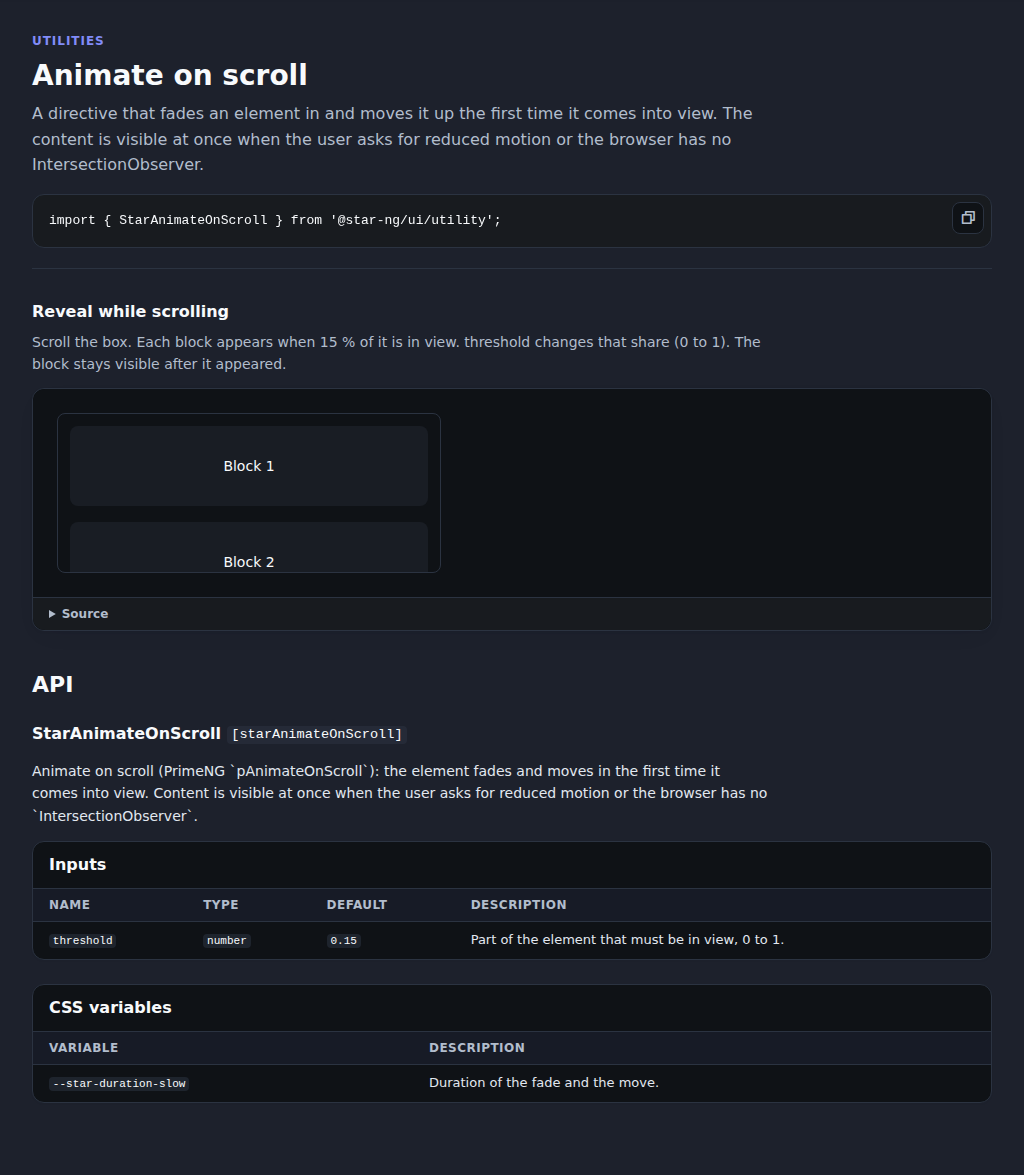 UTILITIES
Animate on scroll
A directive that fades an element in and moves it up the first time it comes into view. The
content is visible at once when the user asks for reduced motion or the browser has no
IntersectionObserver.
import { StarAnimateOnScroll } from '@star-ng/ui/utility';
Reveal while scrolling
Scroll the box. Each block appears when 15 % of it is in view. threshold changes that share (0 to 1). The
block stays visible after it appeared.
Block 1
Block 2
Source
API
StarAnimateOnScroll [starAnimateOnScroll]
Animate on scroll (PrimeNG `pAnimateOnScroll`): the element fades and moves in the first time it
comes into view. Content is visible at once when the user asks for reduced motion or the browser has no
`IntersectionObserver`.
Inputs
NAME TYPE DEFAULT DESCRIPTION
threshold number 0.15 Part of the element that must be in view, 0 to 1.
CSS variables
VARIABLE DESCRIPTION
--star-duration-slow Duration of the fade and the move.